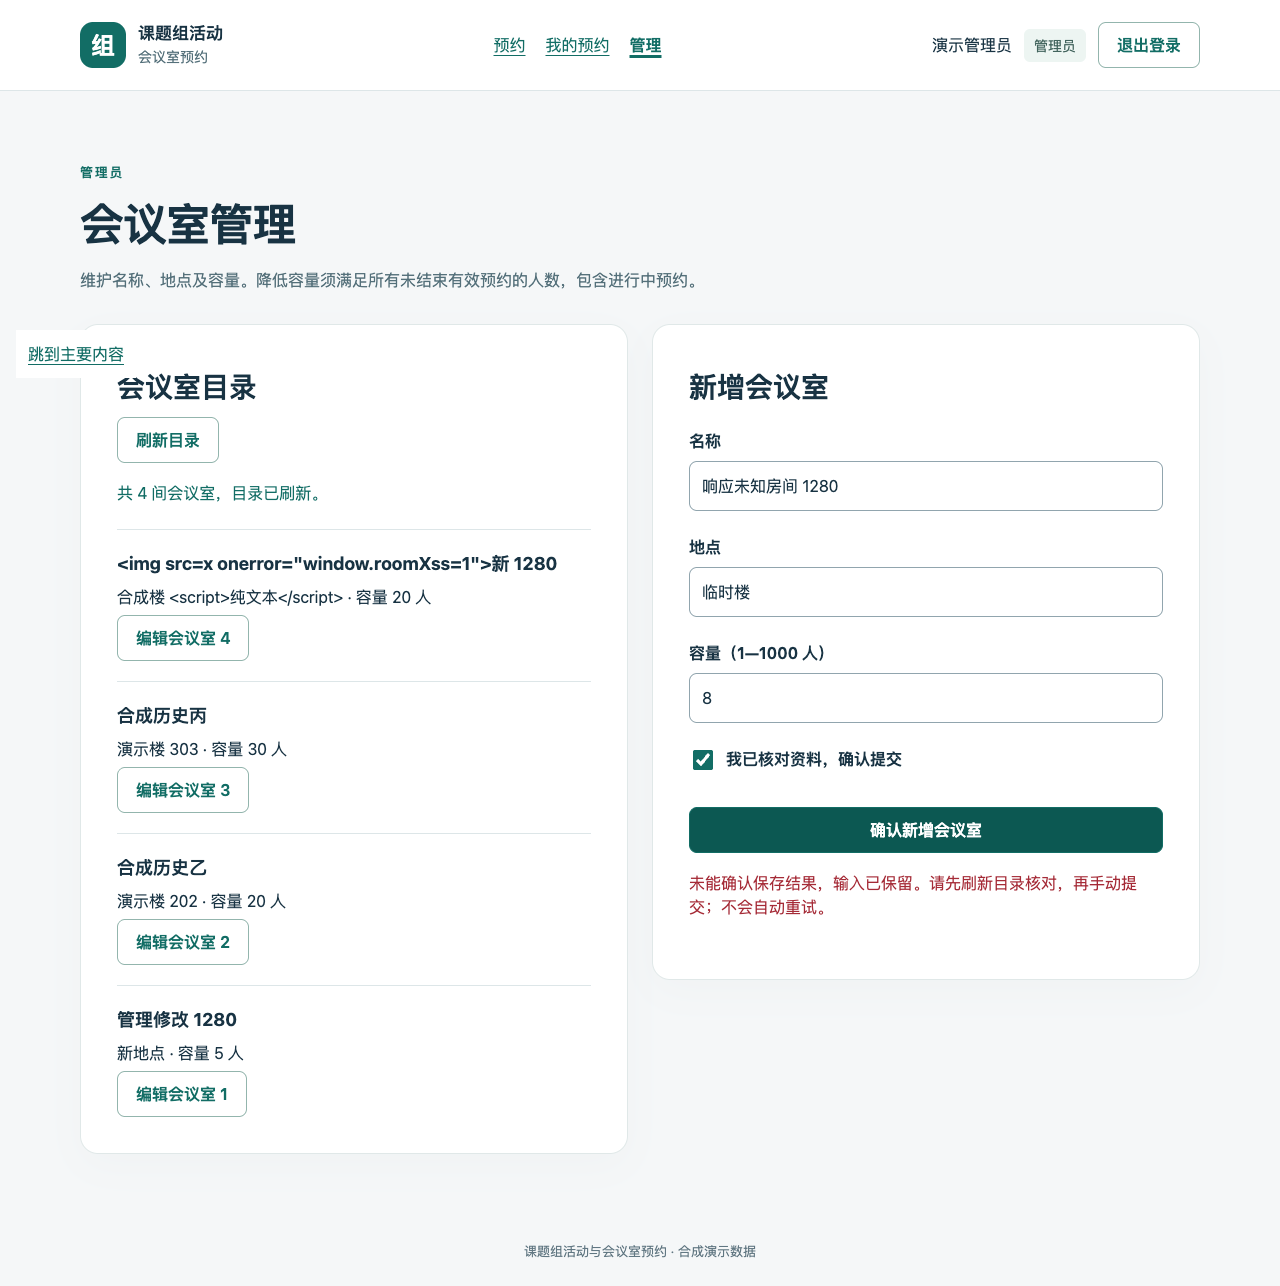 组
课题组活动
会议室预约
预约
我的预约
管理
演示管理员
管理员
退出登录
管理员
会议室管理
维护名称、地点及容量。降低容量须满足所有未结束有效预约的人数，包含进行中预约。
跳到主要内容
会议室目录
刷新目录
共 4 间会议室，目录已刷新。
<img src=x onerror="window.roomXss=1">新 1280
合成楼 <script>纯文本</script> · 容量 20 人
编辑会议室 4
合成历史丙
演示楼 303 · 容量 30 人
编辑会议室 3
合成历史乙
演示楼 202 · 容量 20 人
编辑会议室 2
管理修改 1280
新地点 · 容量 5 人
编辑会议室 1
新增会议室
名称
响应未知房间 1280
地点
临时楼
容量（1—1000 人）
8
我已核对资料，确认提交
确认新增会议室
未能确认保存结果，输入已保留。请先刷新目录核对，再手动提
交；不会自动重试。
课题组活动与会议室预约 · 合成演示数据